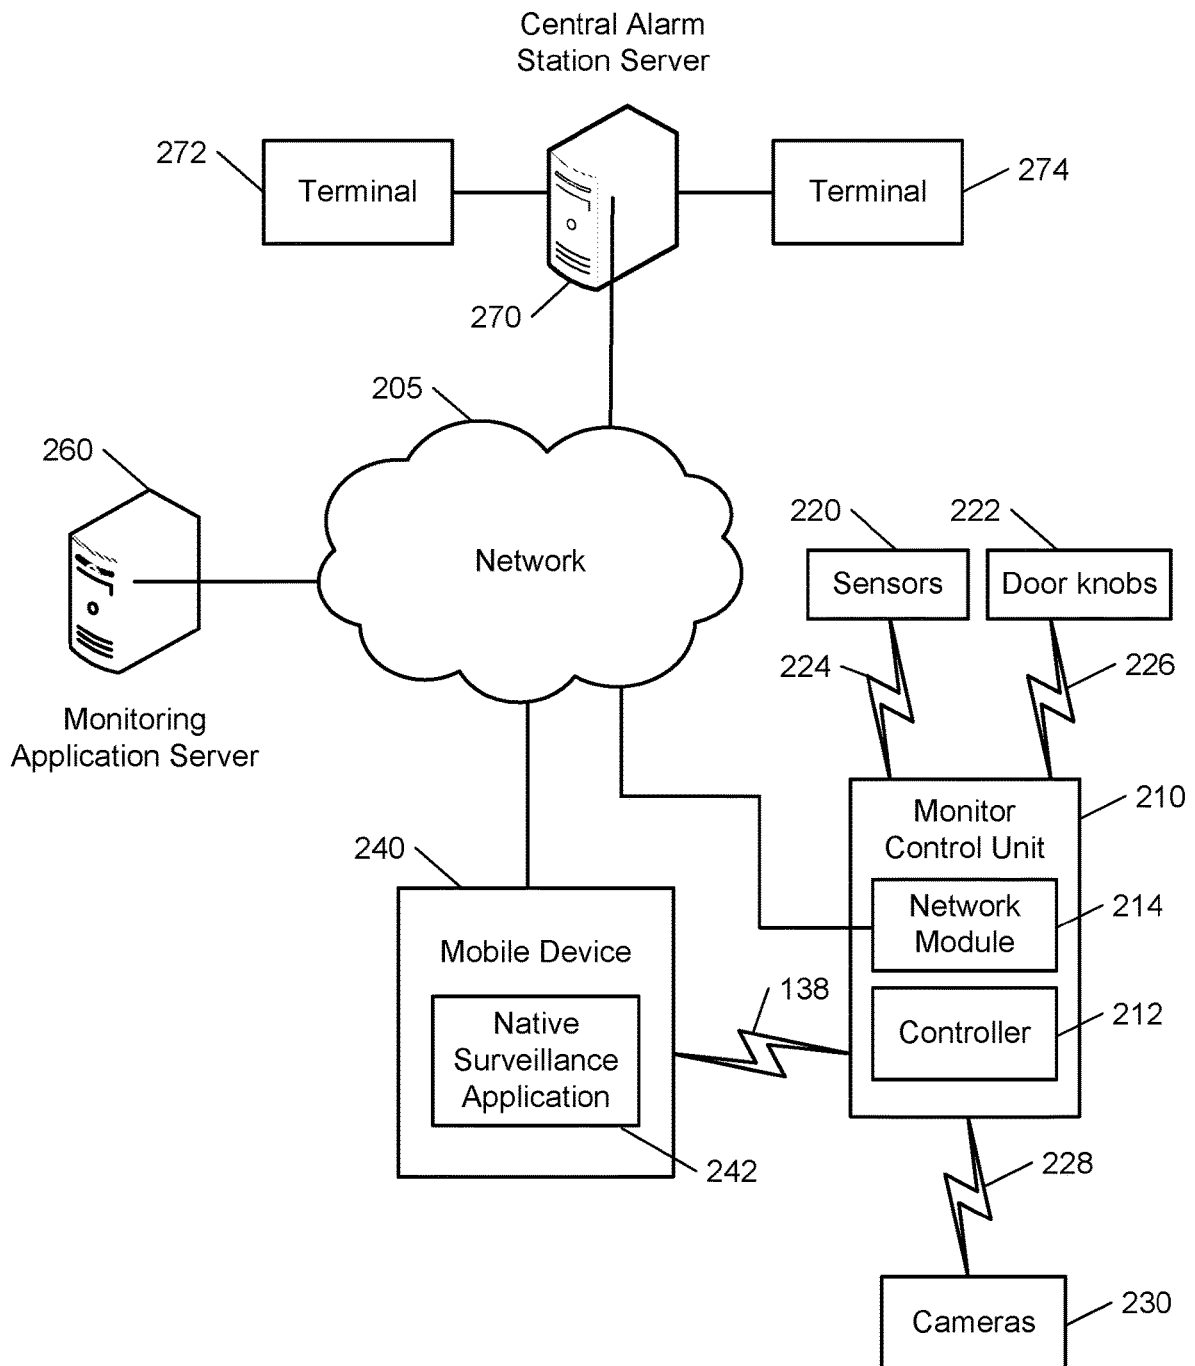 Central Alarm
Station Server
272
Terminal
Terminal
274
270
205
260
Network
220
222
Sensors
Door knobs
224
226
Monitoring
Application Server
210
Monitor
Control Unit
240
Network
Module
214
Mobile Device
138
212
Controller
Native
Surveillance
Application
242
228
Cameras
230